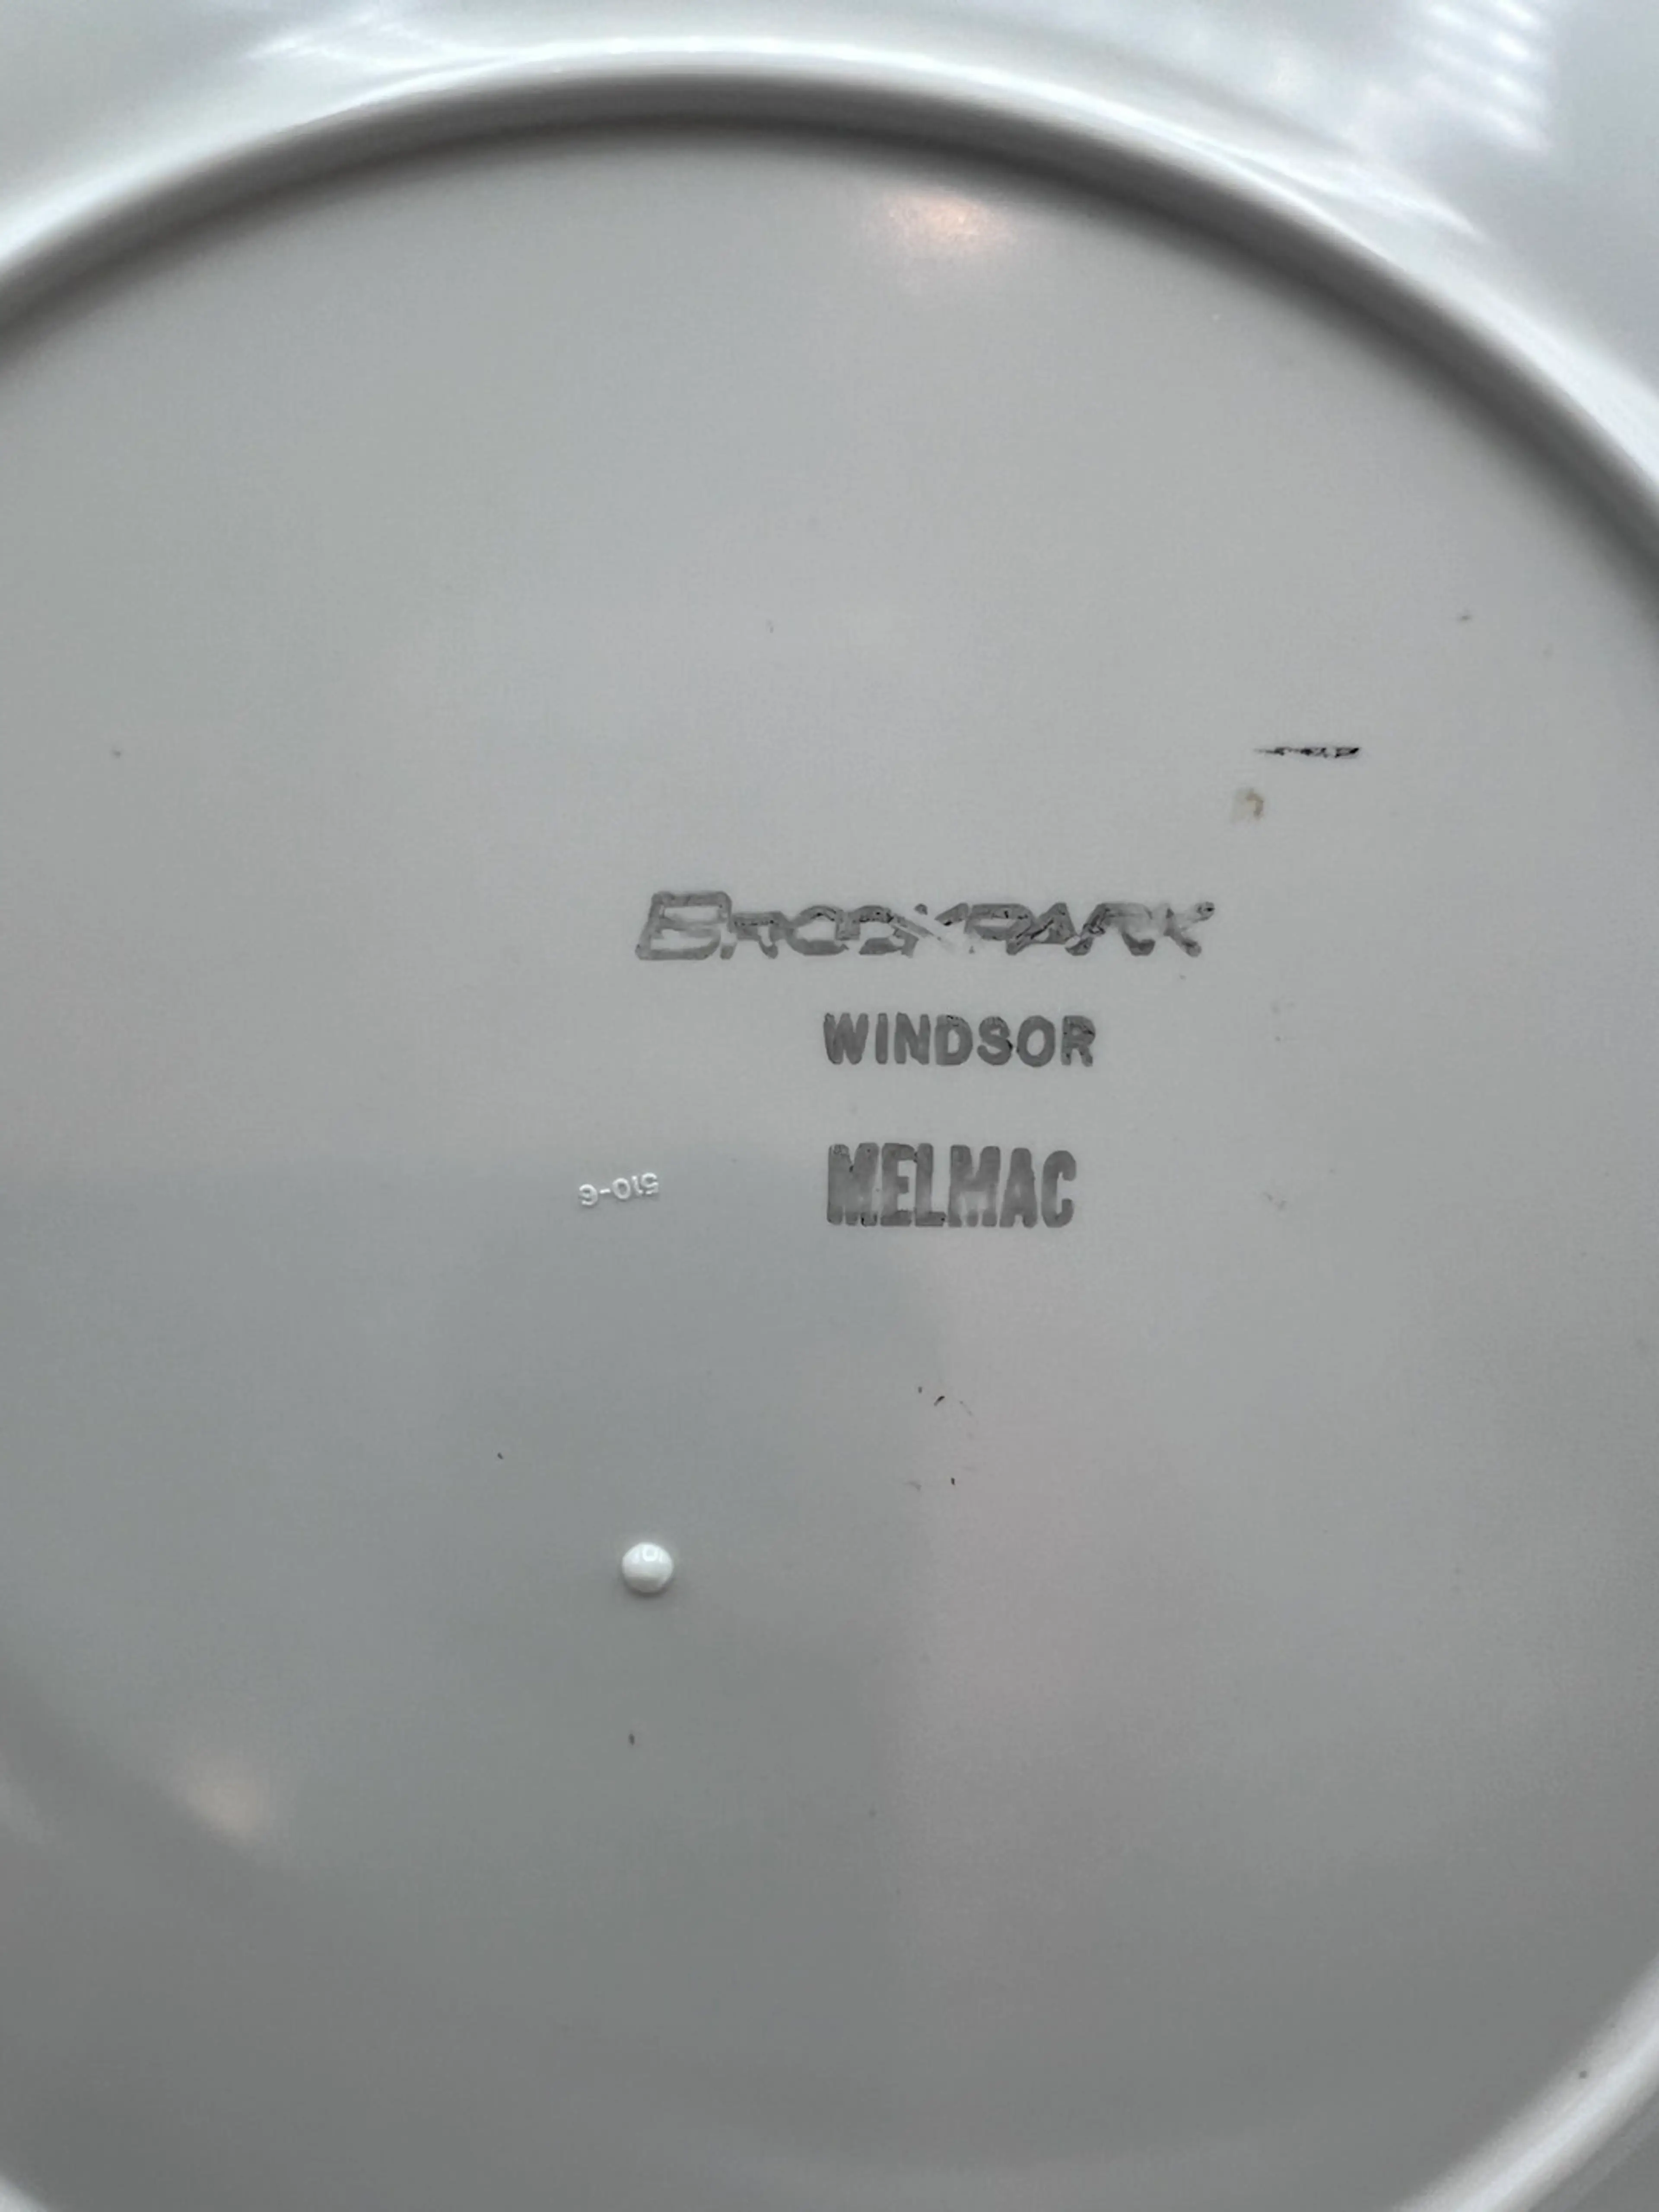 BROOKPARK
WINDSOR
MELMAC
510-6